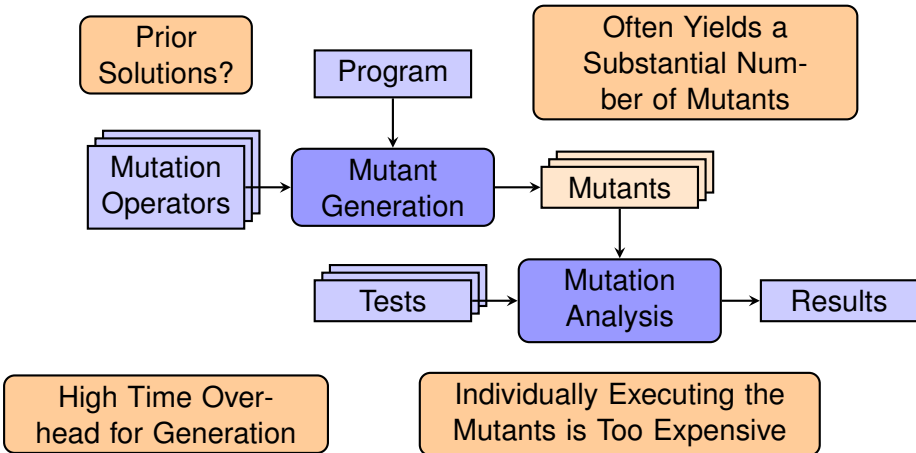 Prior
Solutions?
Often Yields a
Substantial Num-
ber of Mutants
Program
Mutation
Operators
Mutant
Generation
Mutants
Tests
Mutation
Analysis
Results
High Time Over-
head for Generation
Individually Executing the
Mutants is Too Expensive